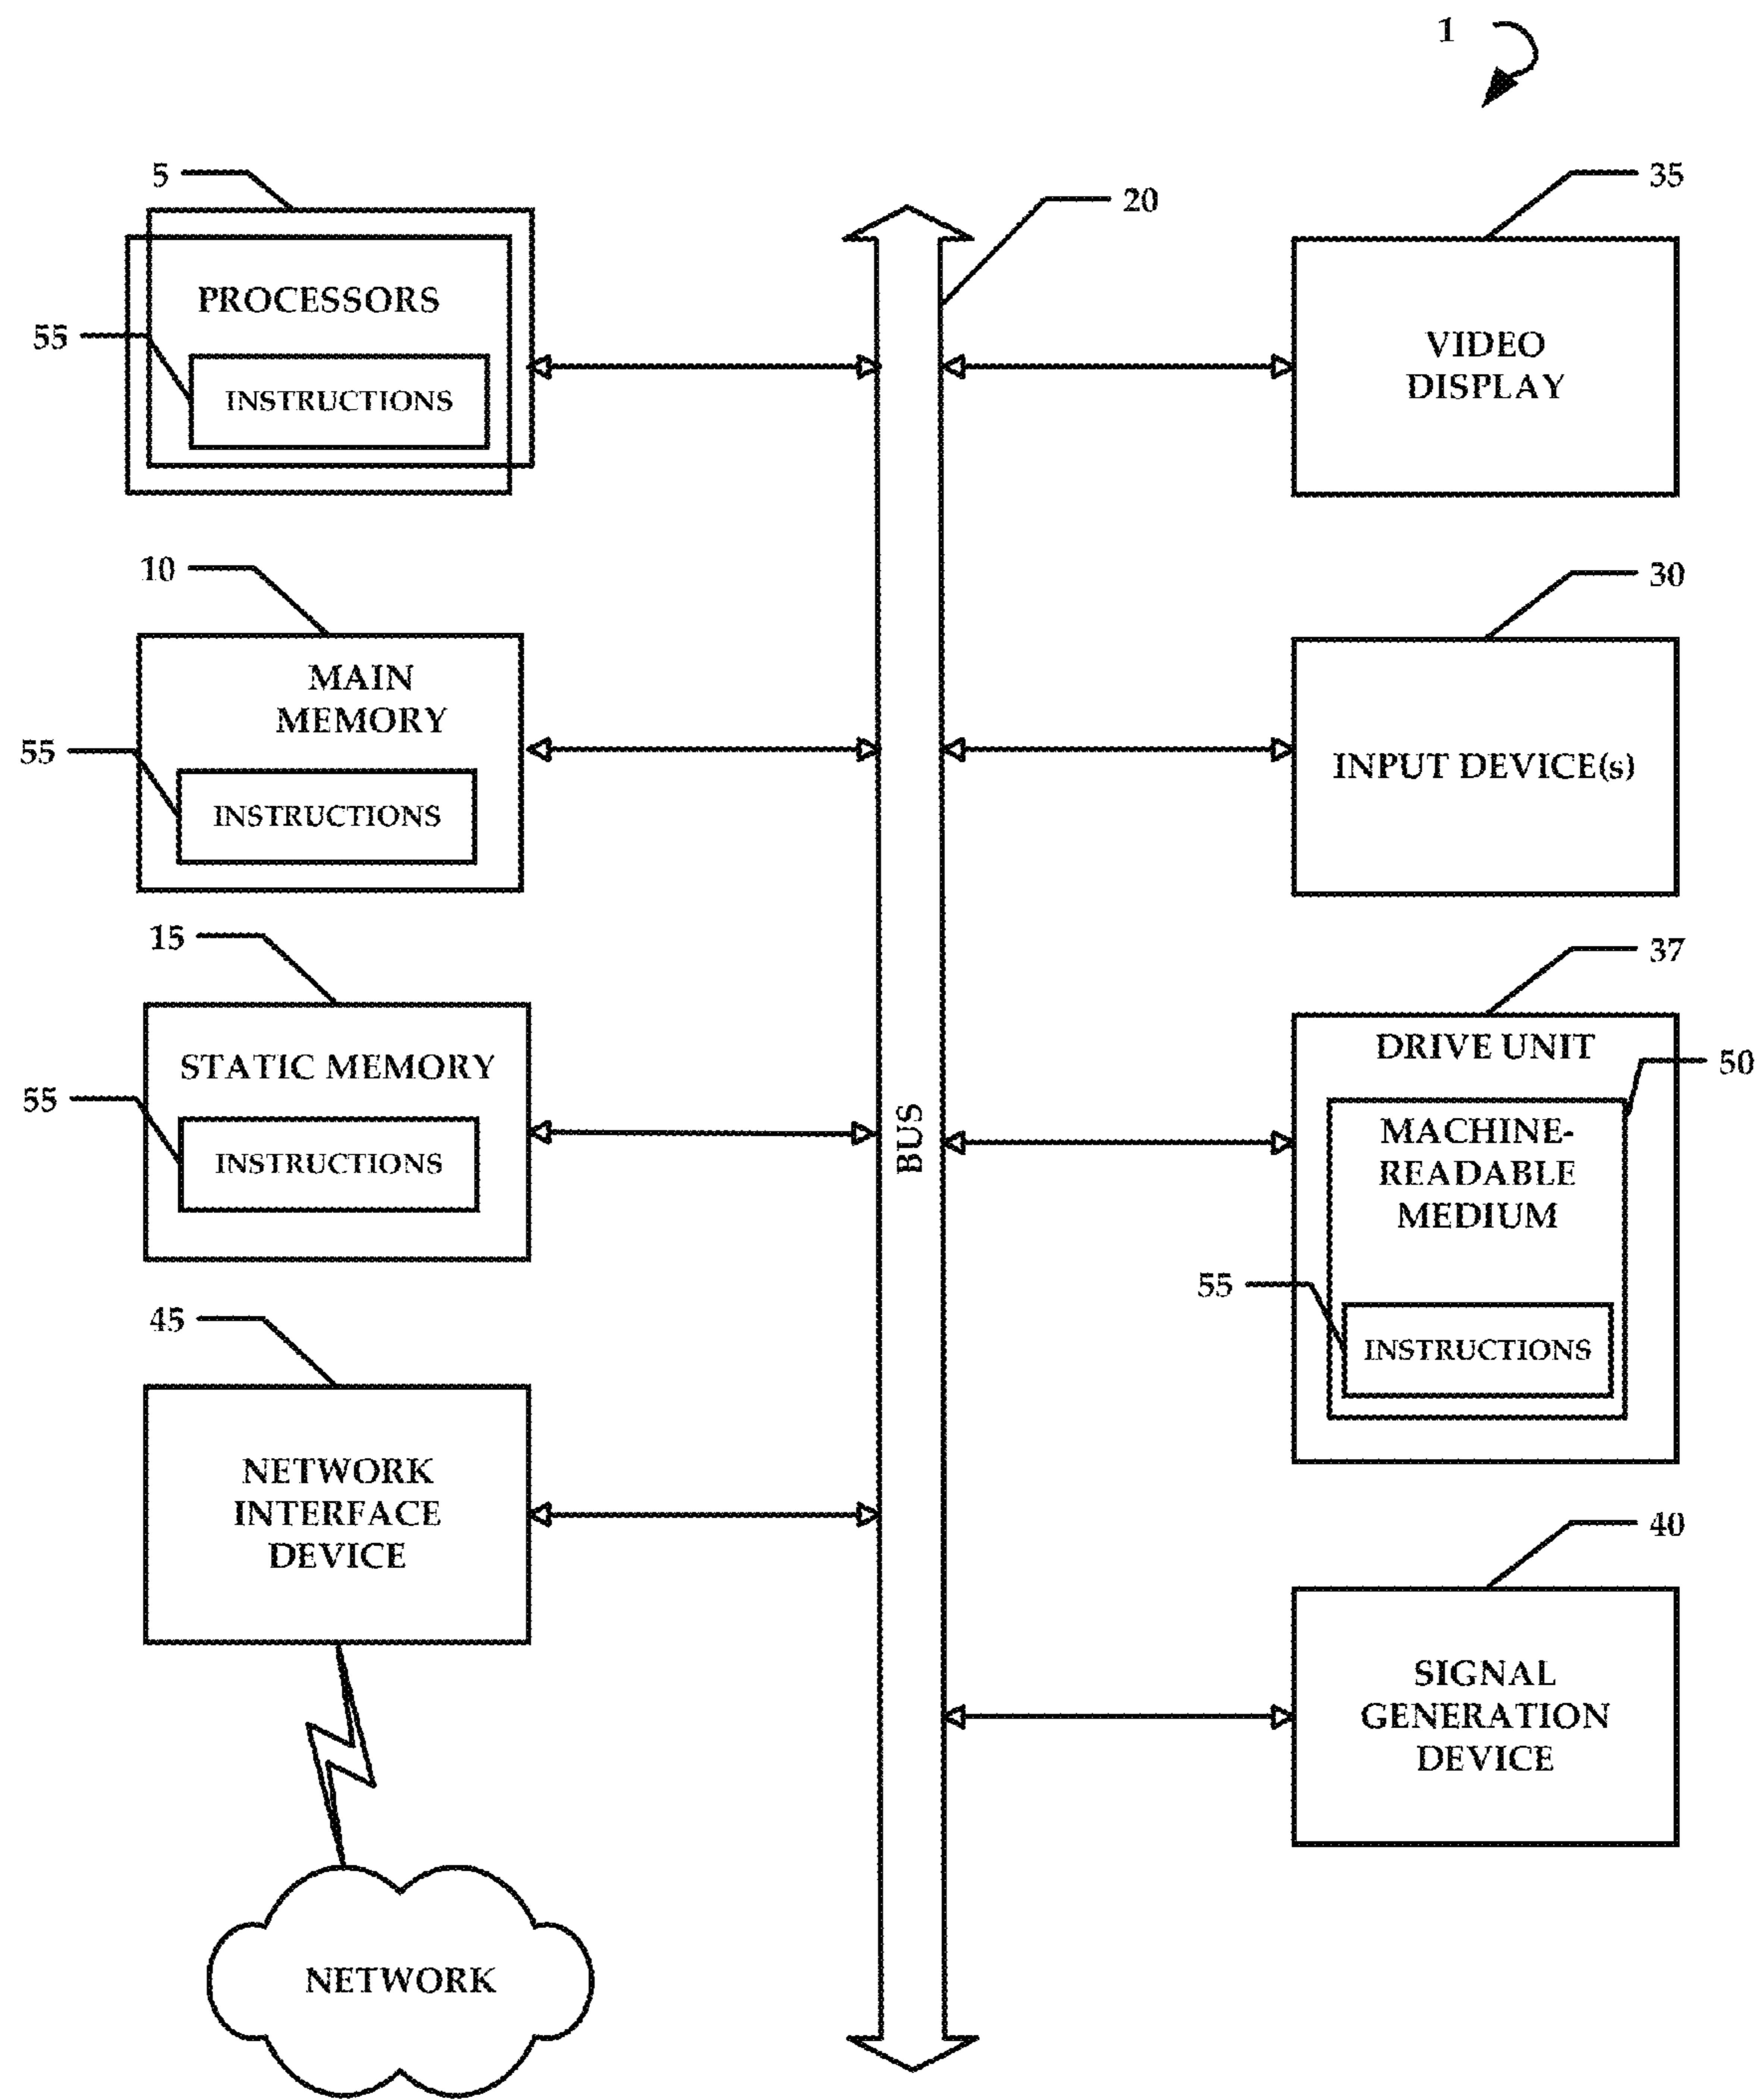 1
5
PROCESSORS
55
INSTRUCTIONS
10
MAIN
MEMORY
55
INSTRUCTIONS
15
STATIC MEMORY
55
INSTRUCTIONS
45
NETWORK
INTERFACE
DEVICE
NETWORK
20
BUS
35
VIDEO
DISPLAY
30
INPUT DEVICE(s)
37
DRIVE UNIT
50
MACHINE-
READABLE
MEDIUM
55
INSTRUCTIONS
40
SIGNAL
GENERATION
DEVICE